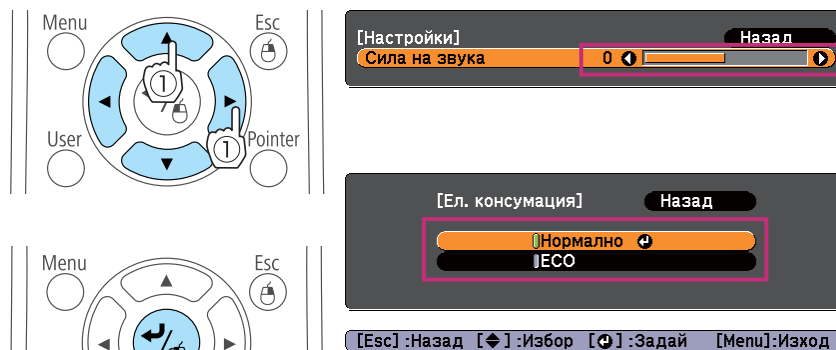 Menu
Esc
1
1
User
Pointer
[Настройки]
Назад
Сила на звука
0
[Ел. консумация]
Назад
Нормално
ECO
Menu
Esc
[Esc] :Назад [◆] :Избор [⏎] :Задай [Menu]:Изход